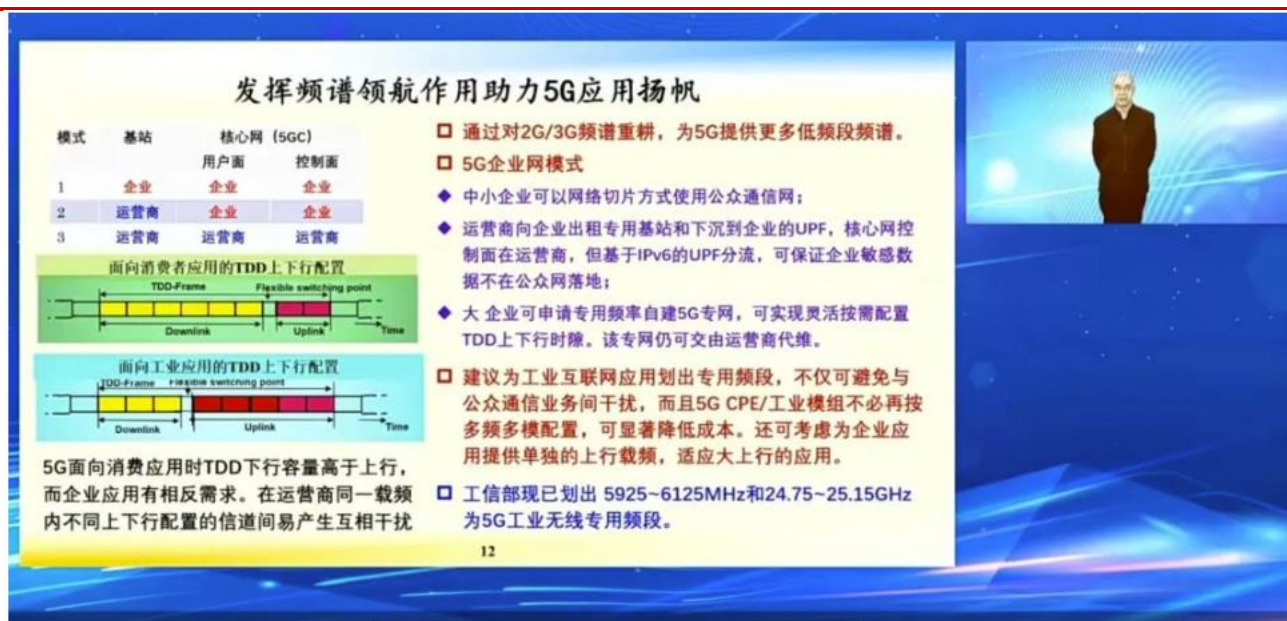 发挥频谱领航作用助力5G应用扬帆
模式 基站 核心网（5GC）
用户面 控制面
1 企业 企业 企业
2 运营商 企业 企业
3 运营商 运营商 运营商
面向消费者应用的TDD上下行配置
TDD-Frame Flexible switching point
Downlink Uplink Time
面向工业应用的TDD上下行配置
TDD-Frame Flexible switching point
Downlink Uplink Time
5G面向消费应用时TDD下行容量高于上行，
而企业应用有相反需求。在运营商同一载频
内不同上下行配置的信道间易产生互相干扰
通过对2G/3G频谱重耕，为5G提供更多低频段频谱。
5G企业网模式
中小企业可以网络切片方式使用公众通信网；
运营商向企业出租专用基站和下沉到企业的UPF，核心网控
制面在运营商，但基于IPv6的UPF分流，可保证企业敏感数
据不在公众网落地；
大 企业可申请专用频率自建5G专网，可实现灵活按需配置
TDD上下行时隙。该专网仍可交由运营商代维。
建议为工业互联网应用划出专用频段，不仅可避免与
公众通信业务间干扰，而且5G CPE/工业模组不必再按
多频多模配置，可显著降低成本。还可考虑为企业应
用提供单独的上行载频，适应大上行的应用。
工信部现已划出 5925~6125MHz和24.75~25.15GHz
为5G工业无线专用频段。
12